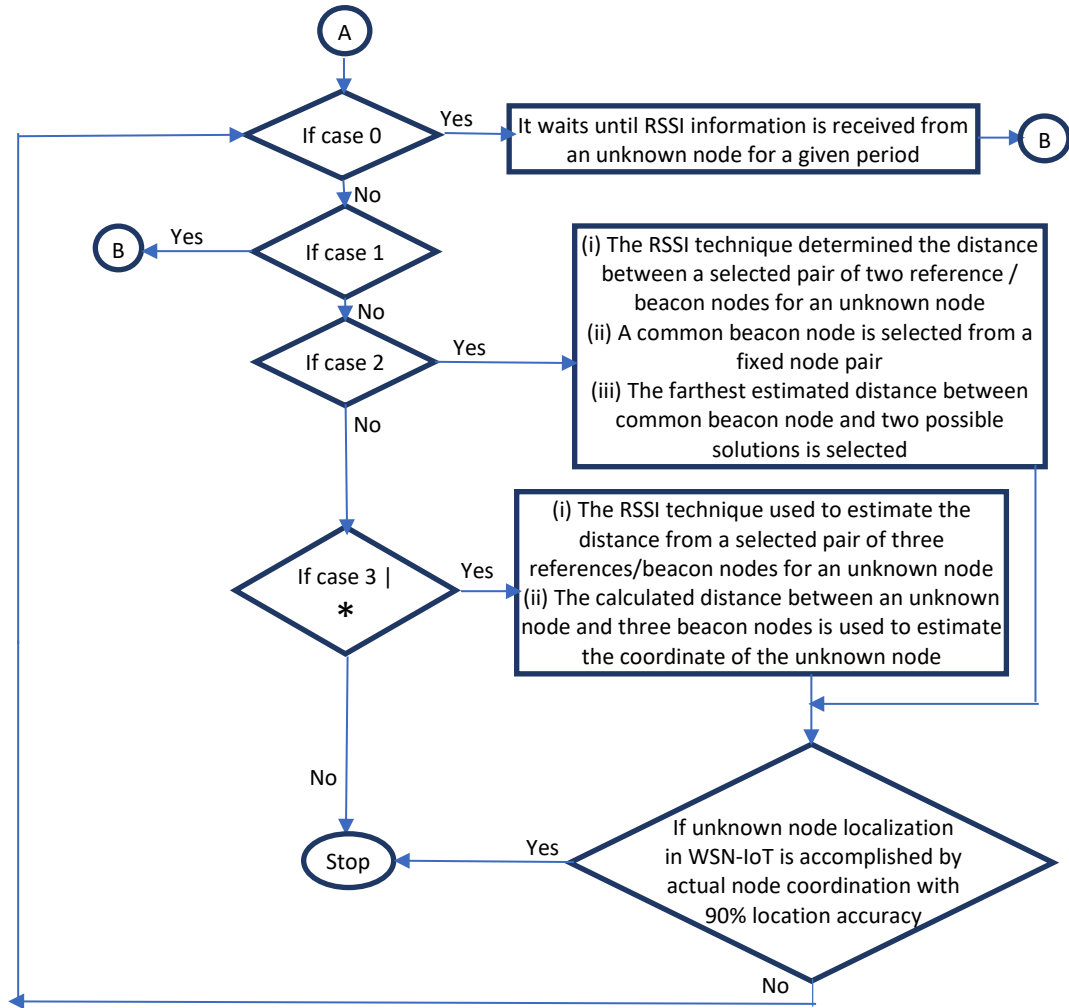 A
If case 0
Yes
It waits until RSSI information is received from
an unknown node for a given period
B
No
B
Yes
If case 1
No
If case 2
Yes
(i) The RSSI technique determined the distance
between a selected pair of two reference /
beacon nodes for an unknown node
(ii) A common beacon node is selected from a
fixed node pair
(iii) The farthest estimated distance between
common beacon node and two possible
solutions is selected
No
If case 3 |
*
Yes
(i) The RSSI technique used to estimate the
distance from a selected pair of three
references/beacon nodes for an unknown node
(ii) The calculated distance between an unknown
node and three beacon nodes is used to estimate
the coordinate of the unknown node
No
Stop
Yes
If unknown node localization
in WSN-IoT is accomplished by
actual node coordination with
90% location accuracy
No